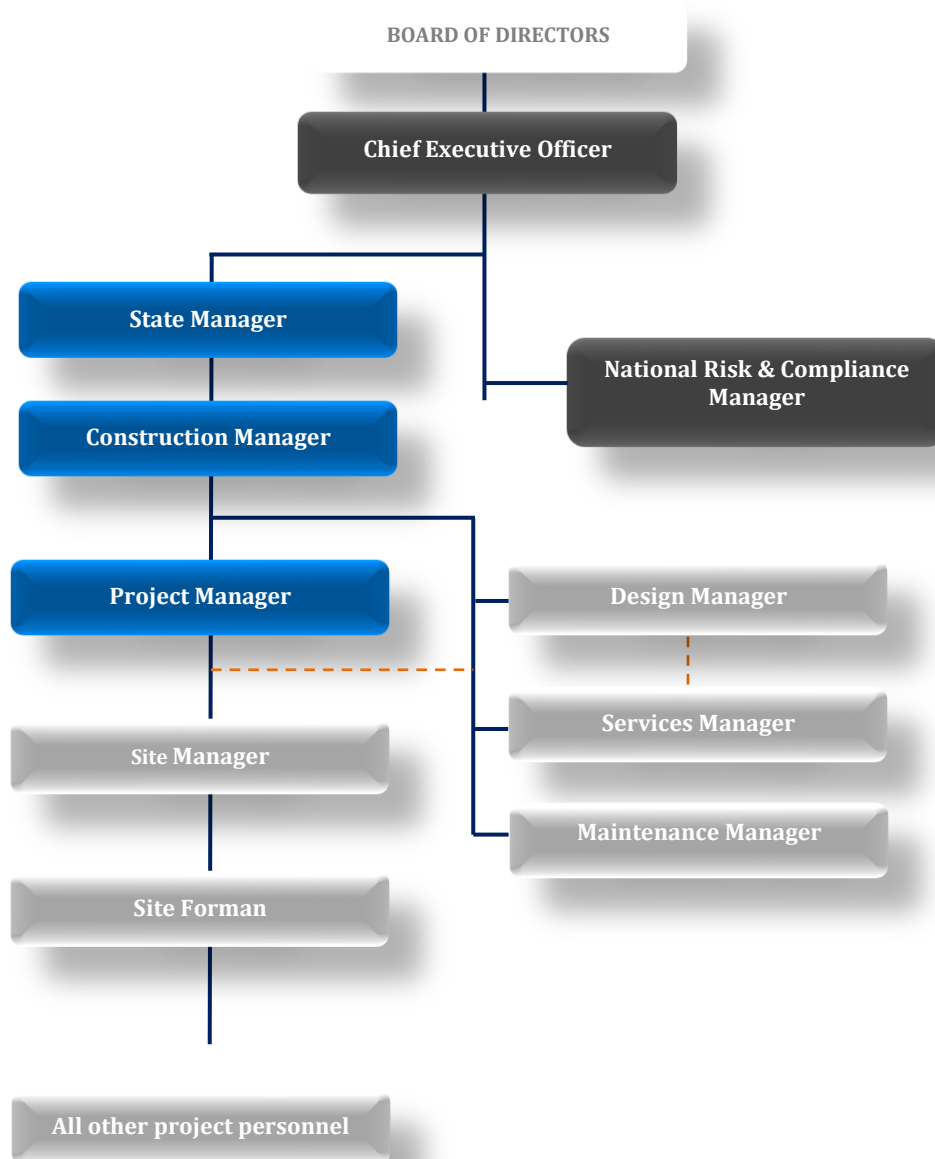 BOARD OF DIRECTORS
Chief Executive Officer
State Manager
National Risk & Compliance
Manager
Construction Manager
Project Manager
Design Manager
Site Manager
Services Manager
Maintenance Manager
Site Forman
All other project personnel